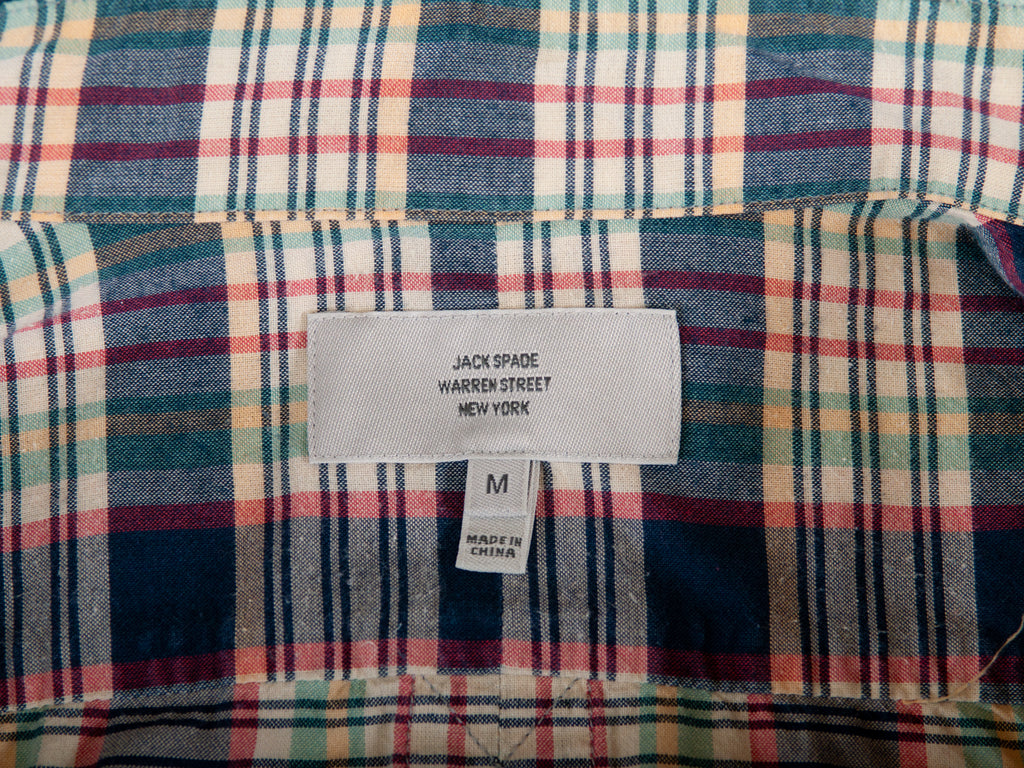 JACK SPADE
WARREN STREET
NEW YORK
M
MADE IN
CHINA